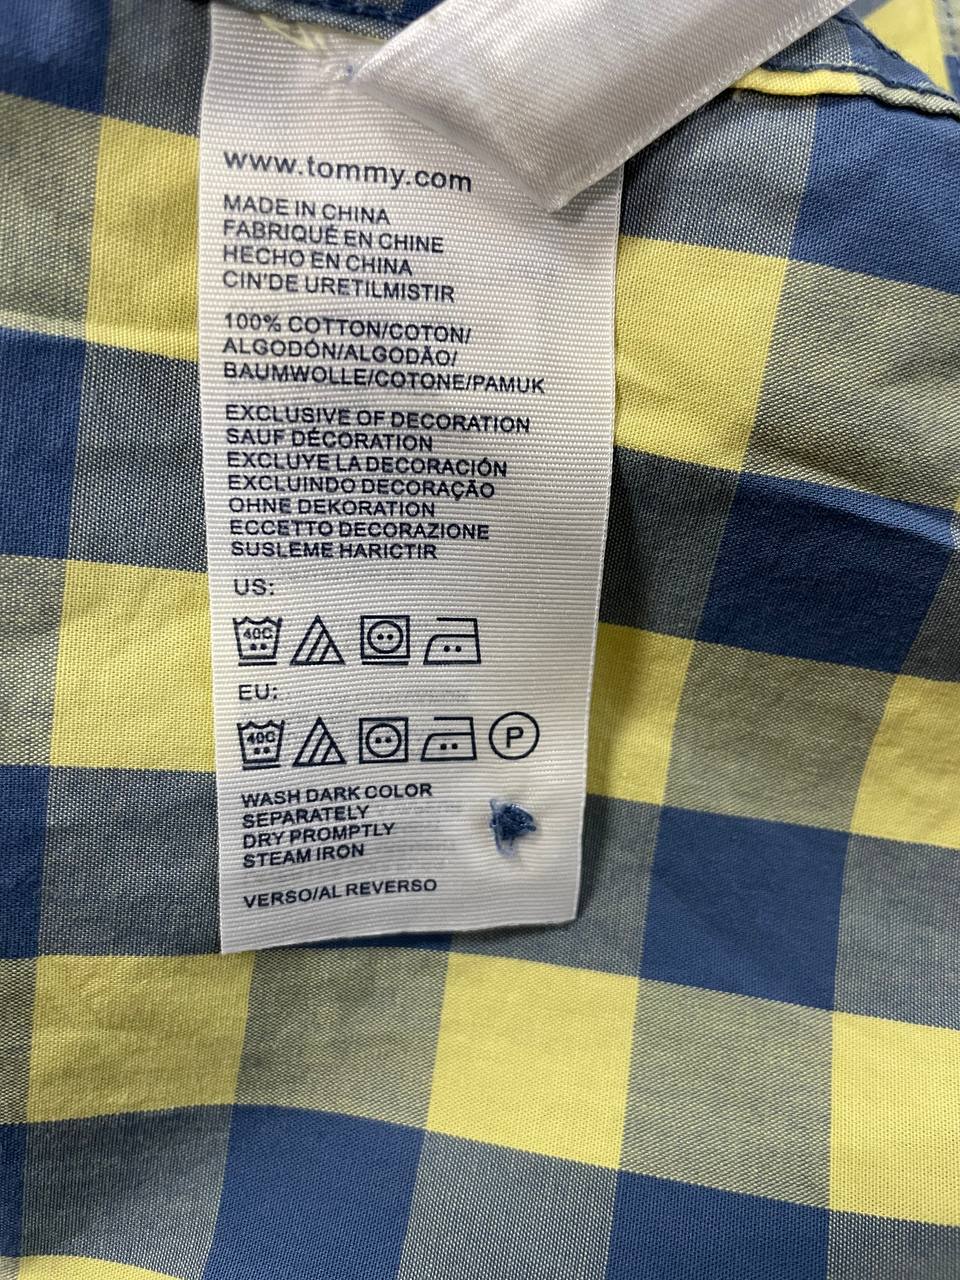 www.tommy.com
MADE IN CHINA
FABRIQUÉ EN CHINE
HECHO EN CHINA
CIN'DE URETILMISTIR
100% COTTON/COTON/
ALGODÓN/ALGODÃO/
BAUMWOLLE/COTONE/PAMUK
EXCLUSIVE OF DECORATION
SAUF DÉCORATION
EXCLUYE LA DECORACIÓN
EXCLUINDO DECORAÇÃO
OHNE DEKORATION
ECCETTO DECORAZIONE
SUSLEME HARICTIR
US:
40C
EU:
40C P
WASH DARK COLOR
SEPARATELY
DRY PROMPTLY
STEAM IRON
VERSO/AL REVERSO